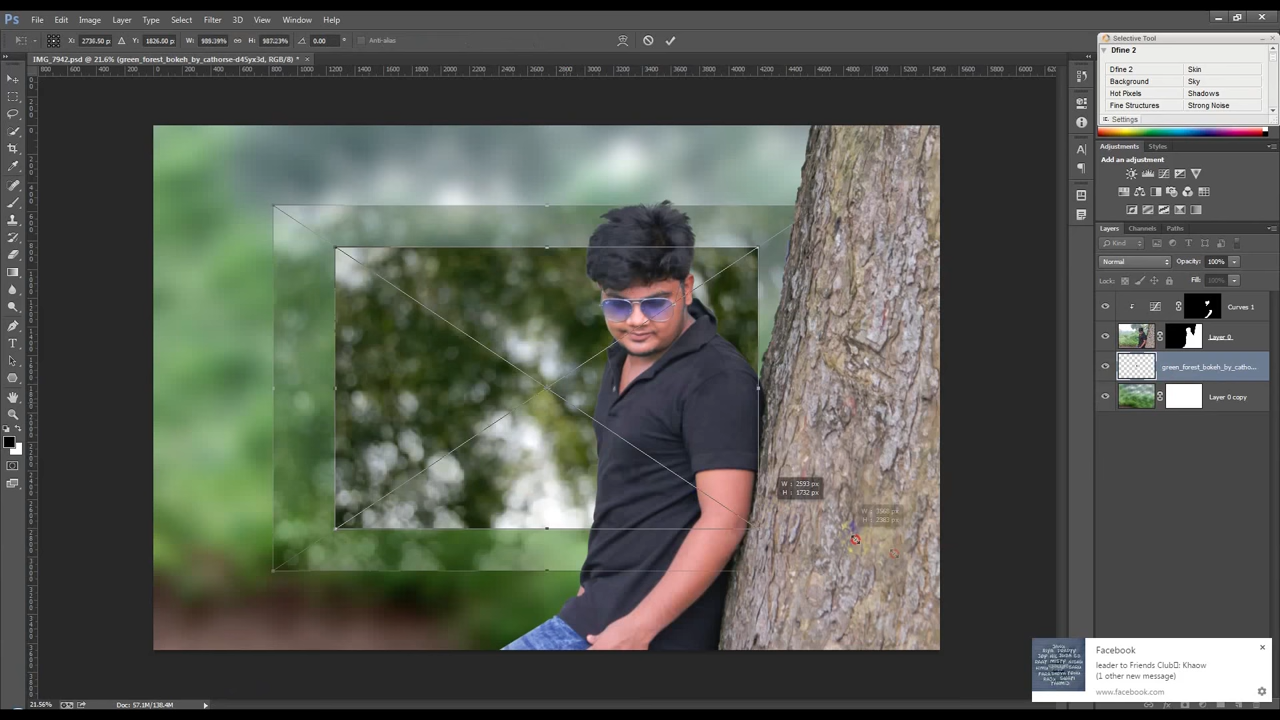 Ps File Edit Image Layer Type Select Filter 3D View Window Help
X: 2736.50 p Y: 1826.00 p W: 989.39% H: 987.23% 0.00 ° Anti-alias
IMG_7942.psd @ 21.6% (green_forest_bokeh_by_cathorse-d45yx3d, RGB/8) * ×
Selective Tool
Dfine 2
Dfine 2 Skin
Background Sky
Hot Pixels Shadows
Fine Structures Strong Noise
Settings
Adjustments Styles
Add an adjustment
Layers Channels Paths
Kind
Normal Opacity: 100%
Lock: Fill: 100%
Curves 1
Layer 0
green_forest_bokeh_by_catho...
Layer 0 copy
W : 2593 px
H : 1732 px
Facebook
leader to Friends Club: Khaow
(1 other new message)
www.facebook.com
21.56% Doc: 57.1M/138.4M